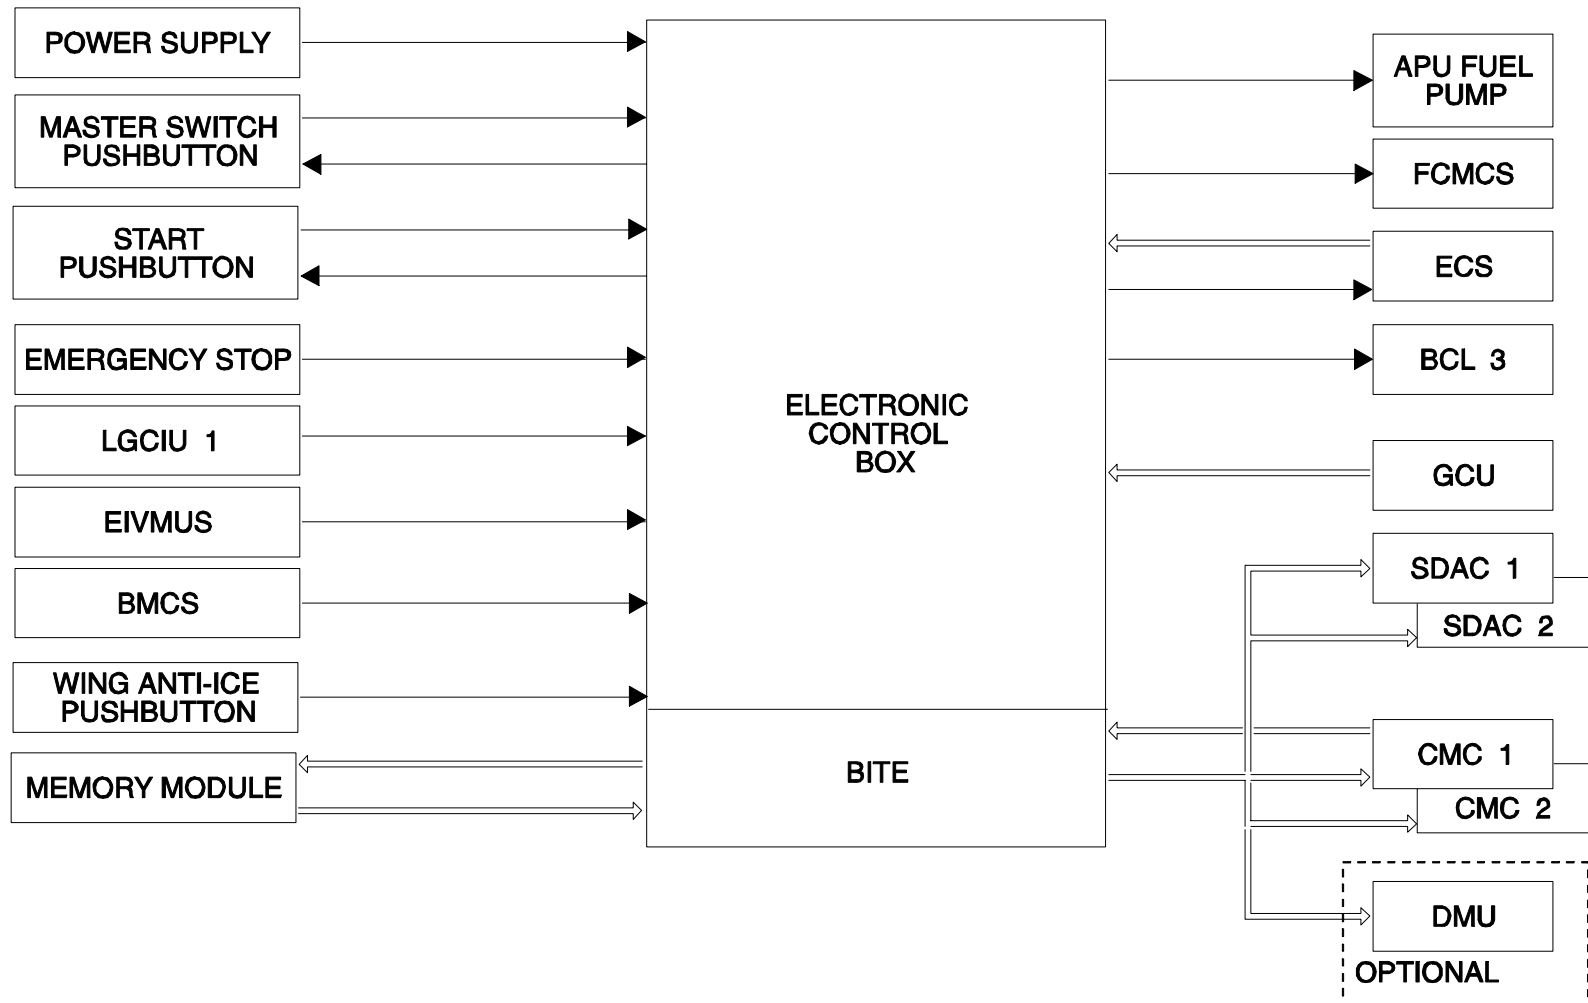 POWER SUPPLY
MASTER SWITCH
PUSHBUTTON
START
PUSHBUTTON
EMERGENCY STOP
LGCIU 1
EIVMUS
BMCS
WING ANTI-ICE
PUSHBUTTON
MEMORY MODULE
ELECTRONIC
CONTROL
BOX
BITE
APU FUEL
PUMP
FCMCS
ECS
BCL 3
GCU
SDAC 1
SDAC 2
CMC 1
CMC 2
DMU
OPTIONAL